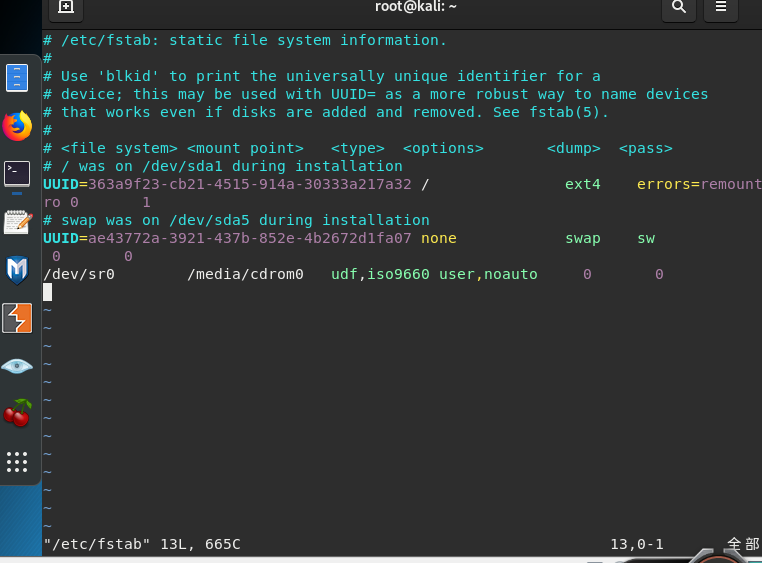 root@kali: ~
# /etc/fstab: static file system information.
#
# Use 'blkid' to print the universally unique identifier for a
# device; this may be used with UUID= as a more robust way to name devices
# that works even if disks are added and removed. See fstab(5).
#
# <file system> <mount point>   <type>  <options>       <dump>  <pass>
# / was on /dev/sda1 during installation
UUID=363a9f23-cb21-4515-914a-30333a217a32 /               ext4    errors=remount
ro 0       1
# swap was on /dev/sda5 during installation
UUID=ae43772a-3921-437b-852e-4b2672d1fa07 none            swap    sw
 0       0
/dev/sr0        /media/cdrom0   udf,iso9660 user,noauto     0       0
~
~
~
~
~
~
~
~
~
~
~
~
~
"/etc/fstab" 13L, 665C                                         13,0-1       全部